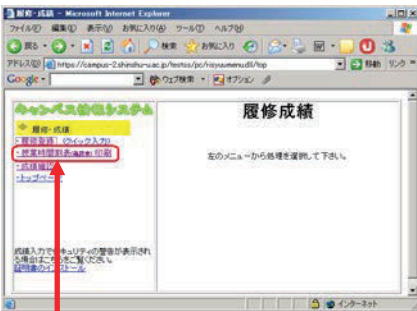 履修・成績 - Microsoft Internet Explorer
ファイル(F) 編集(E) 表示(V) お気に入り(A) ツール(T) ヘルプ(H)
戻る 検索 お気に入り
アドレス(D) https://campus-2.shinshu-u.ac.jp/ 移動 リンク
Google ウェブ検索 オプション
キャンパス情報システム
履修・成績
履修登録 (クイック入力)
授業時間割表(確認表)印刷
成績確認
トップページ
成績入力でセキュリティの警告が表示され
る場合はこちらをご覧ください。
証明書のインストール
履修成績
左のメニューから処理を選択して下さい。
インターネット